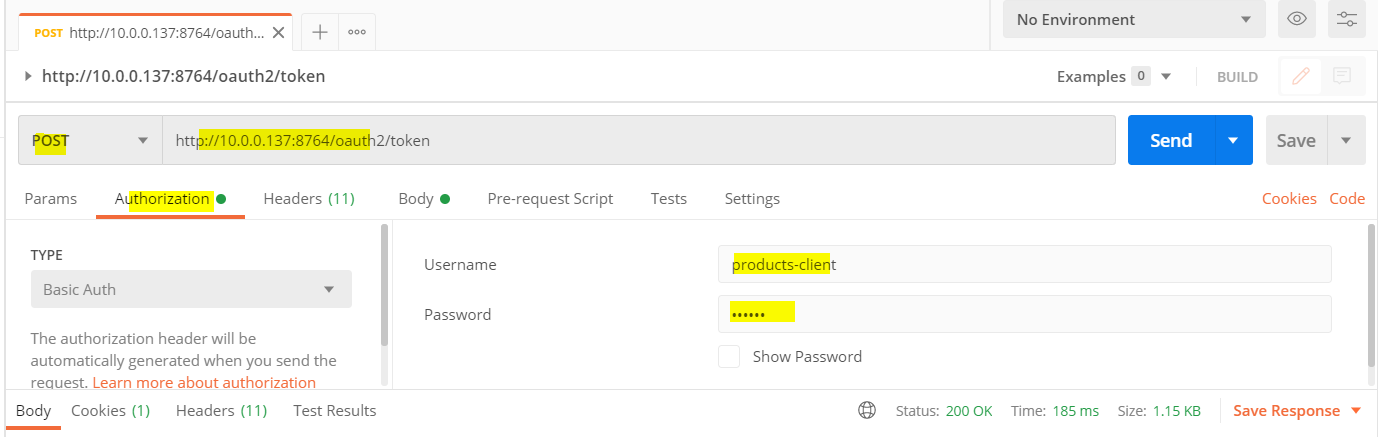 POST http://10.0.0.137:8764/oauth...
No Environment
http://10.0.0.137:8764/oauth2/token
Examples 0
BUILD
POST
http://10.0.0.137:8764/oauth2/token
Send
Save
Params Authorization Headers (11) Body Pre-request Script Tests Settings
Cookies Code
TYPE
Basic Auth
The authorization header will be
automatically generated when you send the
request. Learn more about authorization
Username products-client
Password ••••••
Show Password
Body Cookies (1) Headers (11) Test Results
Status: 200 OK Time: 185 ms Size: 1.15 KB Save Response